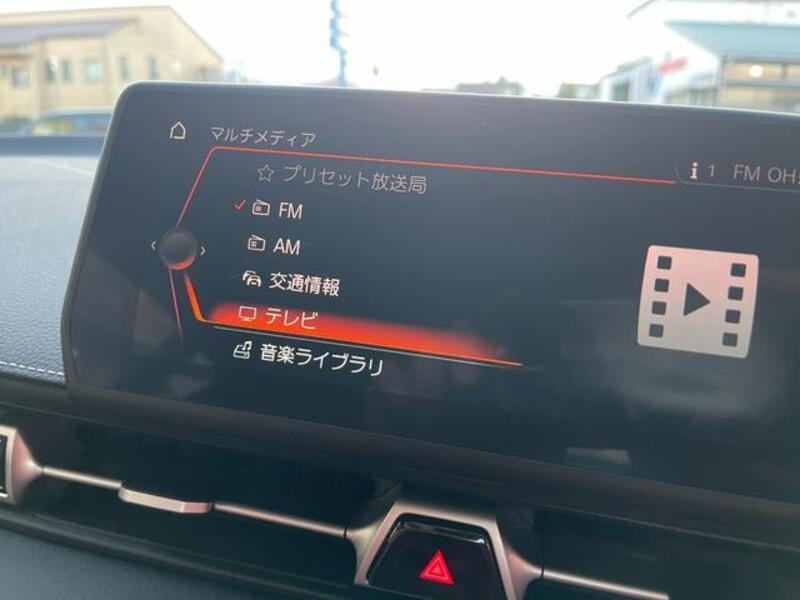 マルチメディア
1 FM OH!
プリセット放送局
FM
AM
交通情報
テレビ
音楽ライブラリ